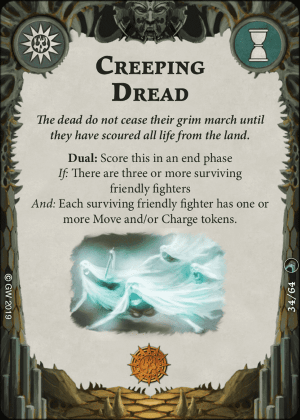 CREEPING
DREAD
The dead do not cease their grim march until
they have scoured all life from the land.
Dual: Score this in an end phase
If: There are three or more surviving
friendly fighters
And: Each surviving friendly fighter has one or
more Move and/or Charge tokens.
© GW 2019
34/64